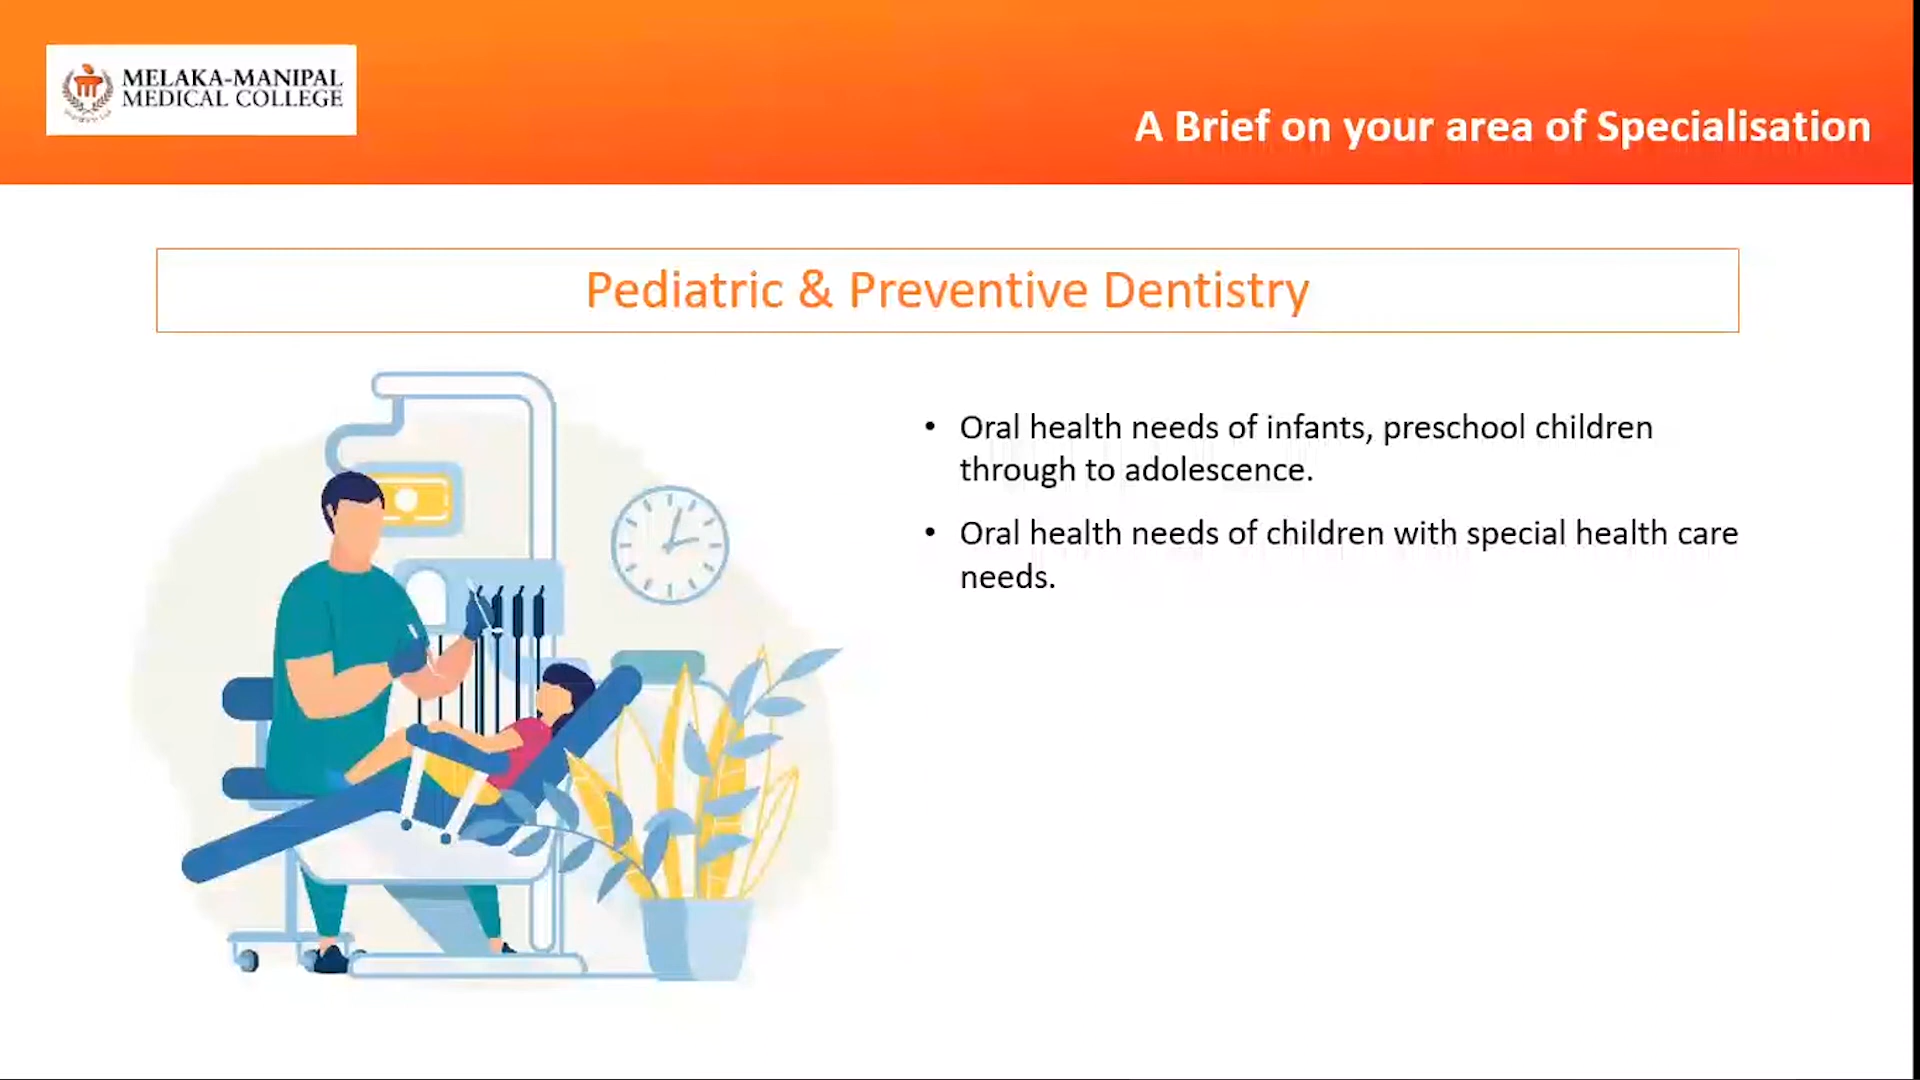 MELAKA-MANIPAL
MEDICAL COLLEGE
A Brief on your area of Specialisation
Pediatric & Preventive Dentistry
• Oral health needs of infants, preschool children
through to adolescence.
• Oral health needs of children with special health care
needs.